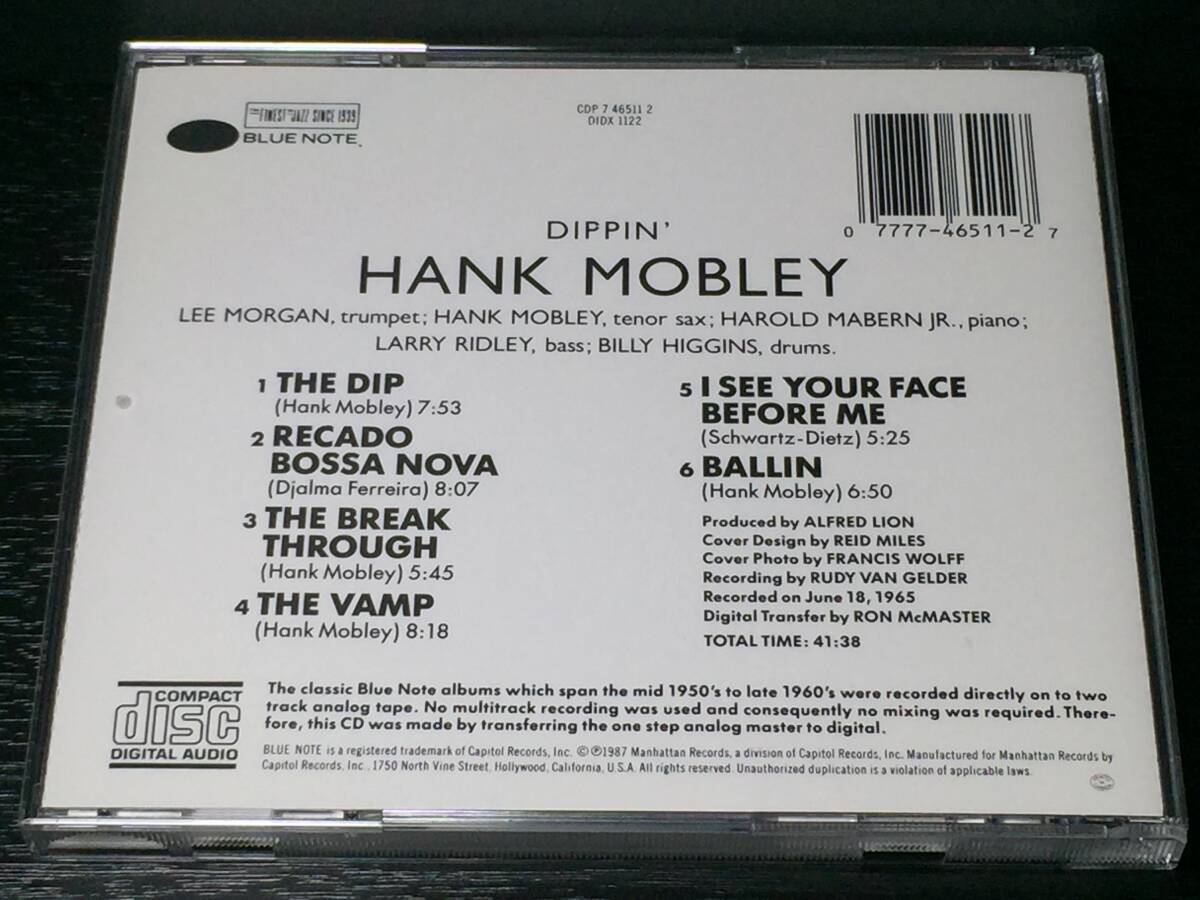 THE FINEST IN JAZZ SINCE 1939
BLUE NOTE.
CDP 7 46511 2
DIDX 1122
0 7777-46511-2 7
DIPPIN'
HANK MOBLEY
LEE MORGAN, trumpet; HANK MOBLEY, tenor sax; HAROLD MABERN JR., piano;
LARRY RIDLEY, bass; BILLY HIGGINS, drums.
1 THE DIP
(Hank Mobley) 7:53
2 RECADO
BOSSA NOVA
(Djalma Ferreira) 8:07
3 THE BREAK
THROUGH
(Hank Mobley) 5:45
4 THE VAMP
(Hank Mobley) 8:18
5 I SEE YOUR FACE
BEFORE ME
(Schwartz-Dietz) 5:25
6 BALLIN
(Hank Mobley) 6:50
Produced by ALFRED LION
Cover Design by REID MILES
Cover Photo by FRANCIS WOLFF
Recording by RUDY VAN GELDER
Recorded on June 18, 1965
Digital Transfer by RON McMASTER
TOTAL TIME: 41:38
COMPACT
disc
DIGITAL AUDIO
The classic Blue Note albums which span the mid 1950's to late 1960's were recorded directly on to two
track analog tape. No multitrack recording was used and consequently no mixing was required. There-
fore, this CD was made by transferring the one step analog master to digital.
BLUE NOTE is a registered trademark of Capitol Records, Inc. ©℗1987 Manhattan Records, a division of Capitol Records, Inc. Manufactured for Manhattan Records by
Capitol Records, Inc., 1750 North Vine Street, Hollywood, California, U.S.A. All rights reserved. Unauthorized duplication is a violation of applicable laws.